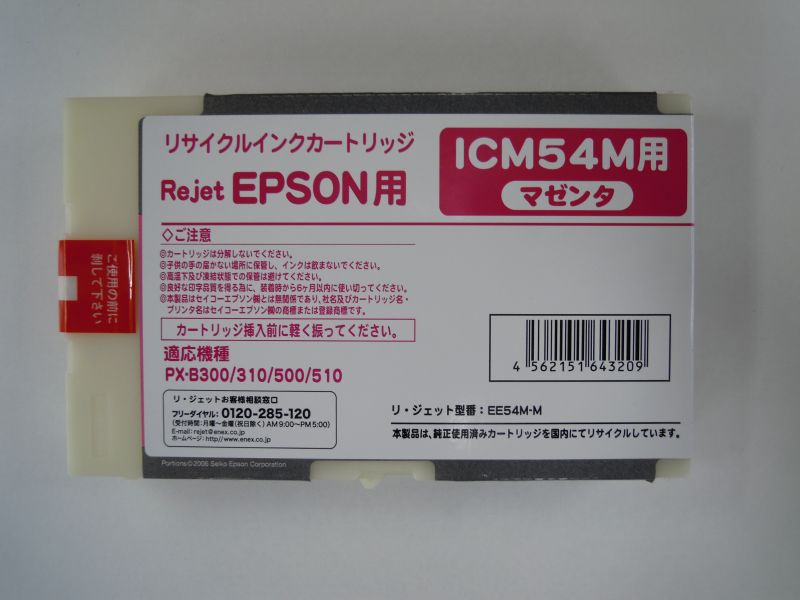 リサイクルインクカートリッジ
Rejet EPSON用
ICM54M用
マゼンタ
◇ご注意
◎カートリッジは分解しないでください。
◎子供の手の届かない場所に保管し、インクは飲まないでください。
◎高温下及び凍結状態での保管は避けてください。
◎良好な印字品質を得る為に、装着時から6ヶ月以内に使い切ってください。
◎本製品はセイコーエプソン㈱とは無関係であり、社名及びカートリッジ名・
プリンタ名はセイコーエプソン㈱の商標または登録商標です。
カートリッジ挿入前に軽く振ってください。
適応機種
PX-B300/310/500/510
リ・ジェットお客様相談窓口
フリーダイヤル：0120-285-120
(受付時間:月曜〜金曜(祝日除く) AM9:00〜PM5:00)
E-mail: rejet@enex.co.jp
ホームページ: http//www.enex.co.jp
4 562151 643209
リ・ジェット型番：EE54M-M
本製品は、純正使用済みカートリッジを国内にてリサイクルしています。
Portions©2006 Seiko Epson Corporation
ご使用の前に
刺して下さい